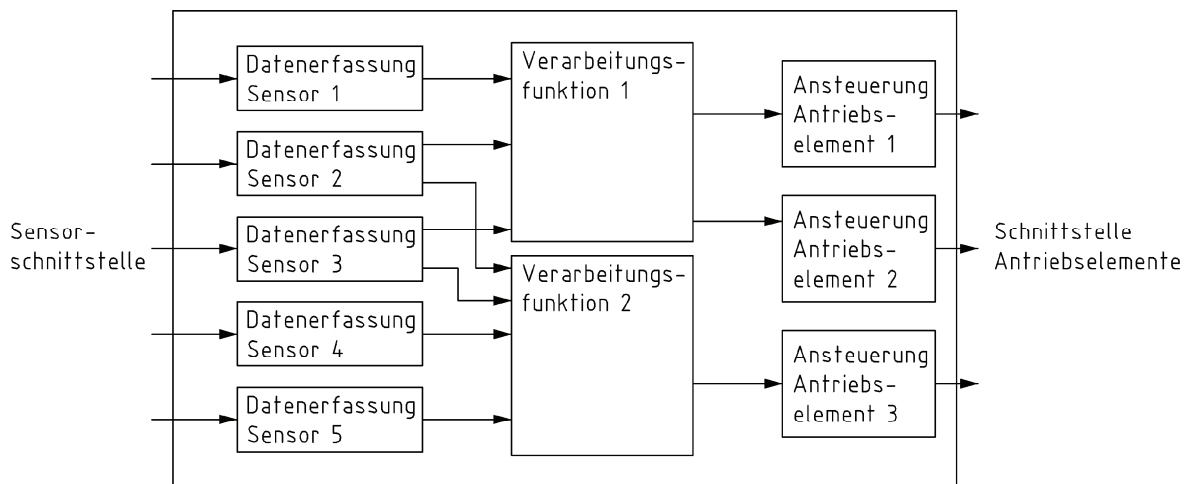 Sensor-
schnittstelle
Datenerfassung
Sensor 1
Datenerfassung
Sensor 2
Datenerfassung
Sensor 3
Datenerfassung
Sensor 4
Datenerfassung
Sensor 5
Verarbeitungs-
funktion 1
Verarbeitungs-
funktion 2
Ansteuerung
Antriebs-
element 1
Ansteuerung
Antriebs-
element 2
Ansteuerung
Antriebs-
element 3
Schnittstelle
Antriebselemente